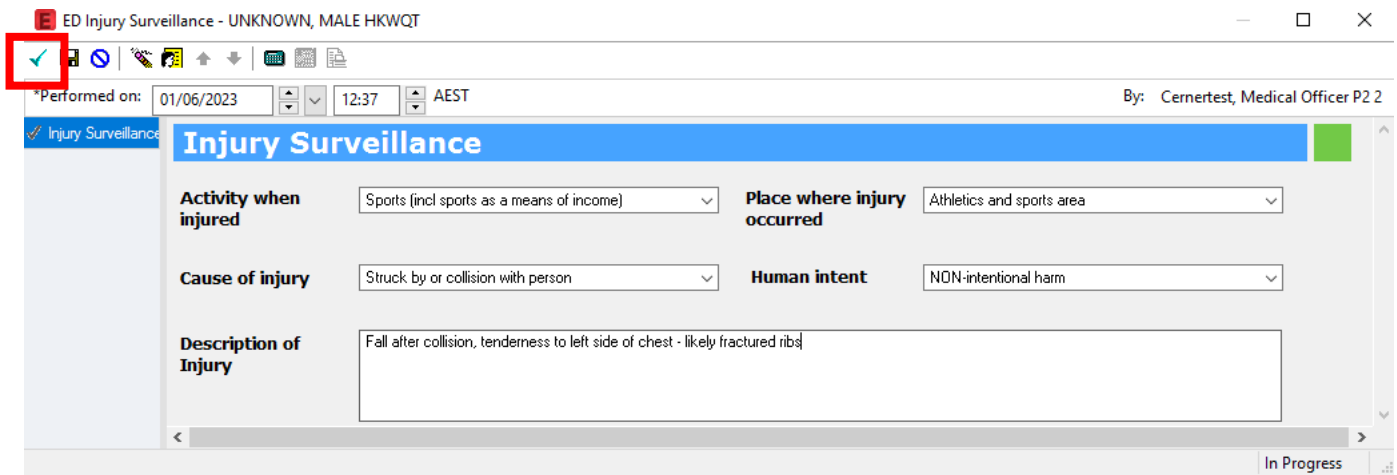 E ED Injury Surveillance - UNKNOWN, MALE HKWQT
*Performed on: 01/06/2023 12:37 AEST By: Cernertest, Medical Officer P2 2
Injury Surveillance
Injury Surveillance
Activity when injured
Sports (incl sports as a means of income)
Place where injury occurred
Athletics and sports area
Cause of injury
Struck by or collision with person
Human intent
NON-intentional harm
Description of Injury
Fall after collision, tenderness to left side of chest - likely fractured ribs
In Progress